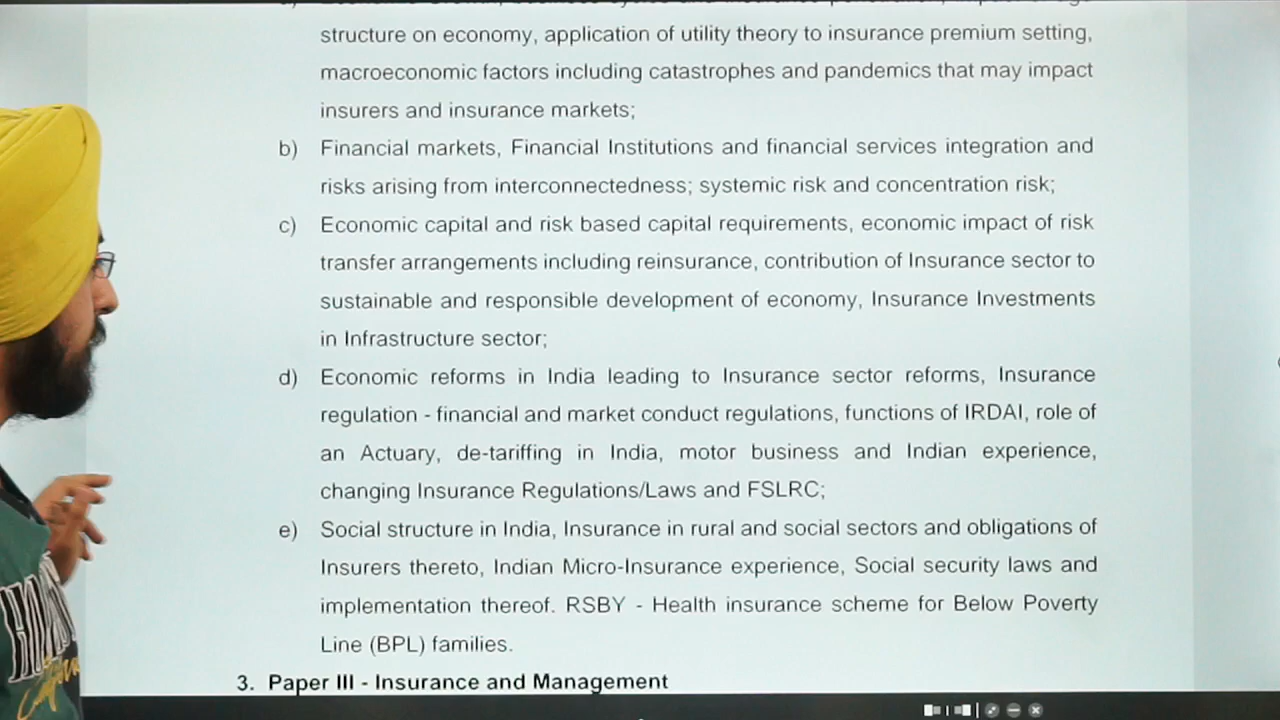 structure on economy, application of utility theory to insurance premium setting,
macroeconomic factors including catastrophes and pandemics that may impact
insurers and insurance markets;
b) Financial markets, Financial Institutions and financial services integration and
risks arising from interconnectedness; systemic risk and concentration risk;
c) Economic capital and risk based capital requirements, economic impact of risk
transfer arrangements including reinsurance, contribution of Insurance sector to
sustainable and responsible development of economy, Insurance Investments
in Infrastructure sector;
d) Economic reforms in India leading to Insurance sector reforms, Insurance
regulation - financial and market conduct regulations, functions of IRDAI, role of
an Actuary, de-tariffing in India, motor business and Indian experience,
changing Insurance Regulations/Laws and FSLRC;
e) Social structure in India, Insurance in rural and social sectors and obligations of
Insurers thereto, Indian Micro-Insurance experience, Social security laws and
implementation thereof. RSBY - Health insurance scheme for Below Poverty
Line (BPL) families.
3. Paper III - Insurance and Management